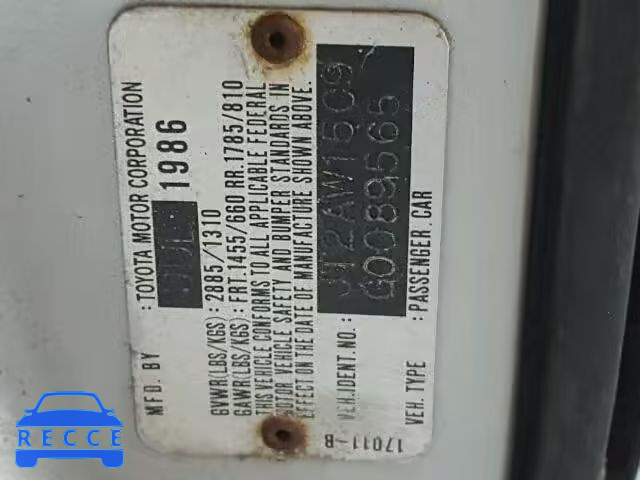 MFD. BY : TOYOTA MOTOR CORPORATION
JUL 1986
GVWR(LBS/KGS): 2885/1310
GAWR(LBS/KGS): FRT.1455/660 RR.1785/810
THIS VEHICLE CONFORMS TO ALL APPLICABLE FEDERAL
MOTOR VEHICLE SAFETY AND BUMPER STANDARDS IN
EFFECT ON THE DATE OF MANUFACTURE SHOWN ABOVE.
VEH.IDENT.NO.: JT2AW15C9
G0089565
VEH. TYPE : PASSENGER CAR
17011-B
RECCE